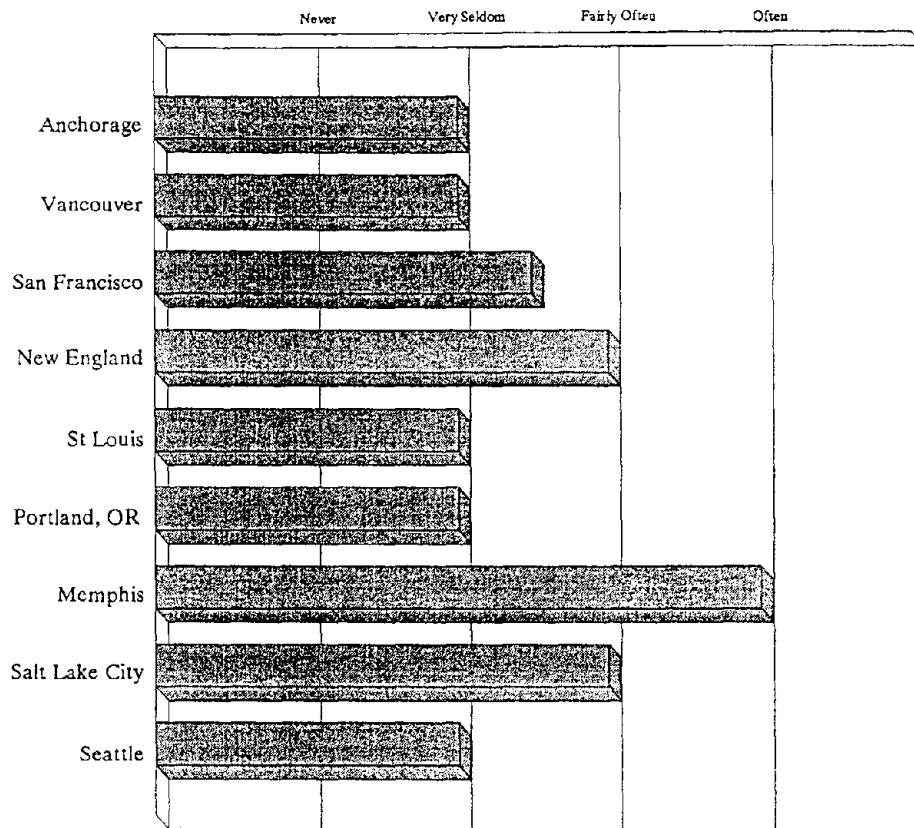 Never Very Seldom Fairly Often Often
Anchorage
Vancouver
San Francisco
New England
St Louis
Portland, OR
Memphis
Salt Lake City
Seattle